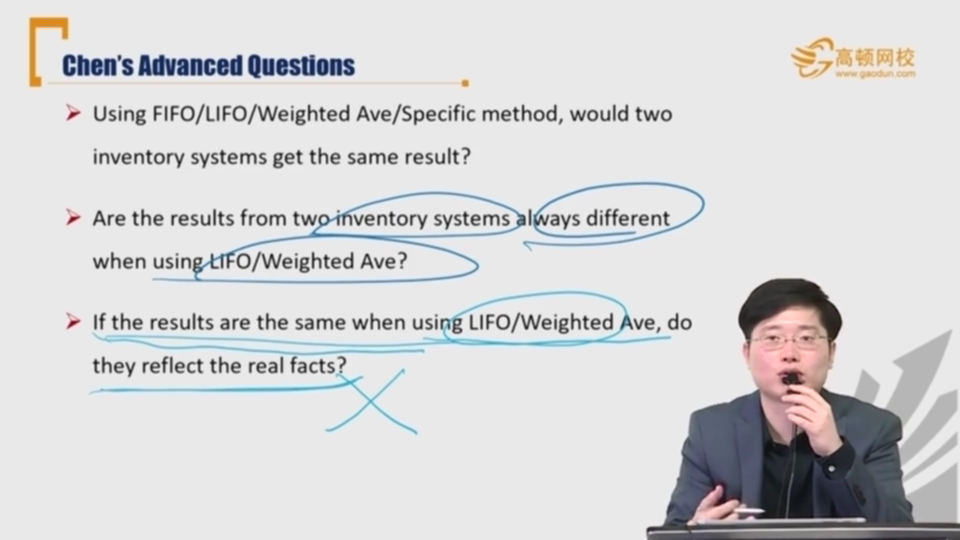 Chen's Advanced Questions
高顿网校
www.gaodun.com
Using FIFO/LIFO/Weighted Ave/Specific method, would two
inventory systems get the same result?
Are the results from two inventory systems always different
when using LIFO/Weighted Ave?
If the results are the same when using LIFO/Weighted Ave, do
they reflect the real facts?